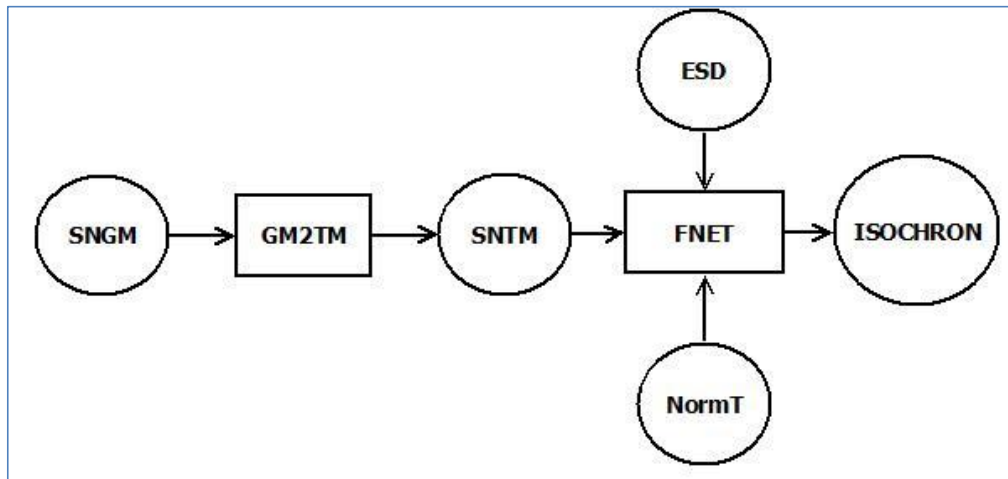 ESD
SNGM
GM2TM
SNTM
FNET
ISOCHRON
NormT